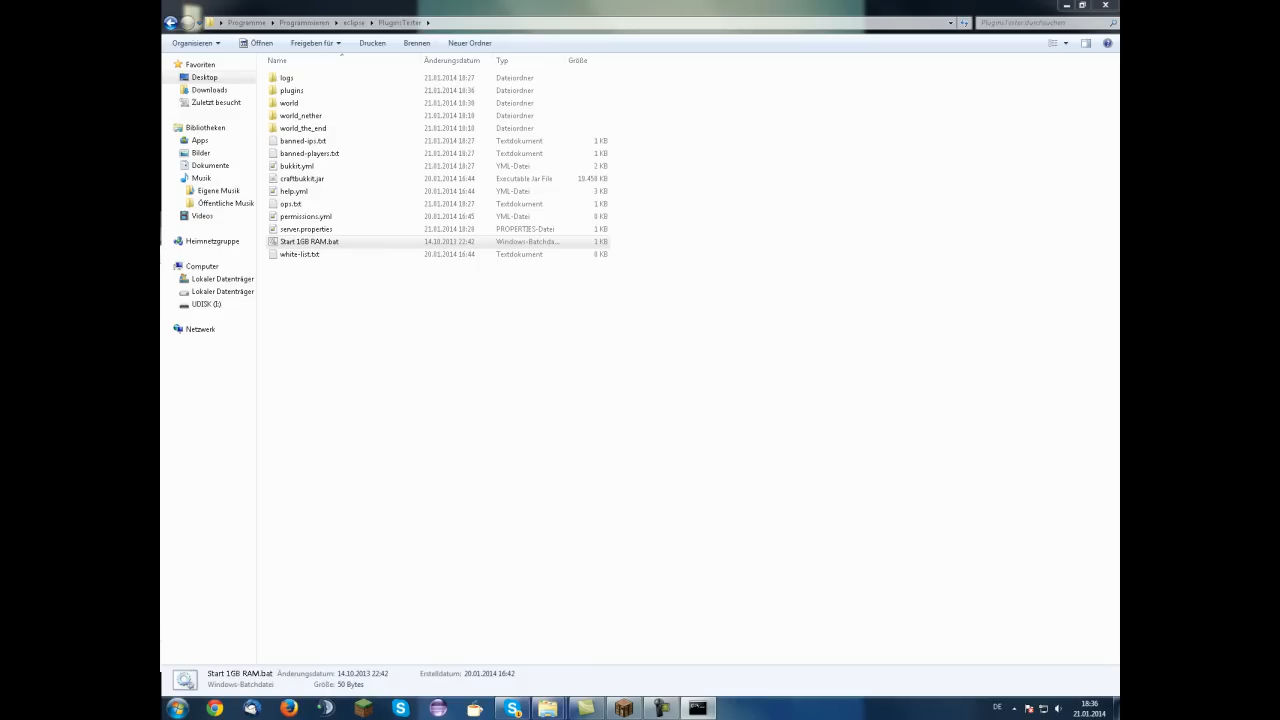 Programme ▸ Programmieren ▸ eclipse ▸ PluginsTester ▸
PluginsTester durchsuchen
Organisieren Öffnen Freigeben für Drucken Brennen Neuer Ordner
Name Änderungsdatum Typ Größe
Favoriten
Desktop
Downloads
Zuletzt besucht
Bibliotheken
Apps
Bilder
Dokumente
Musik
Eigene Musik
Öffentliche Musik
Videos
Heimnetzgruppe
Computer
Lokaler Datenträger
Lokaler Datenträger
UDISK (I:)
Netzwerk
logs 21.01.2014 18:27 Dateiordner
plugins 21.01.2014 18:36 Dateiordner
world 21.01.2014 18:30 Dateiordner
world_nether 21.01.2014 18:18 Dateiordner
world_the_end 21.01.2014 18:18 Dateiordner
banned-ips.txt 21.01.2014 18:27 Textdokument 1 KB
banned-players.txt 21.01.2014 18:27 Textdokument 1 KB
bukkit.yml 21.01.2014 18:27 YML-Datei 2 KB
craftbukkit.jar 20.01.2014 16:44 Executable Jar File 19.458 KB
help.yml 20.01.2014 16:44 YML-Datei 3 KB
ops.txt 21.01.2014 18:27 Textdokument 1 KB
permissions.yml 20.01.2014 16:45 YML-Datei 0 KB
server.properties 21.01.2014 18:28 PROPERTIES-Datei 1 KB
Start 1GB RAM.bat 14.10.2013 22:42 Windows-Batchda... 1 KB
white-list.txt 20.01.2014 16:44 Textdokument 0 KB
Start 1GB RAM.bat Änderungsdatum: 14.10.2013 22:42 Erstelldatum: 20.01.2014 16:42
Windows-Batchdatei Größe: 50 Bytes
DE
18:36
21.01.2014